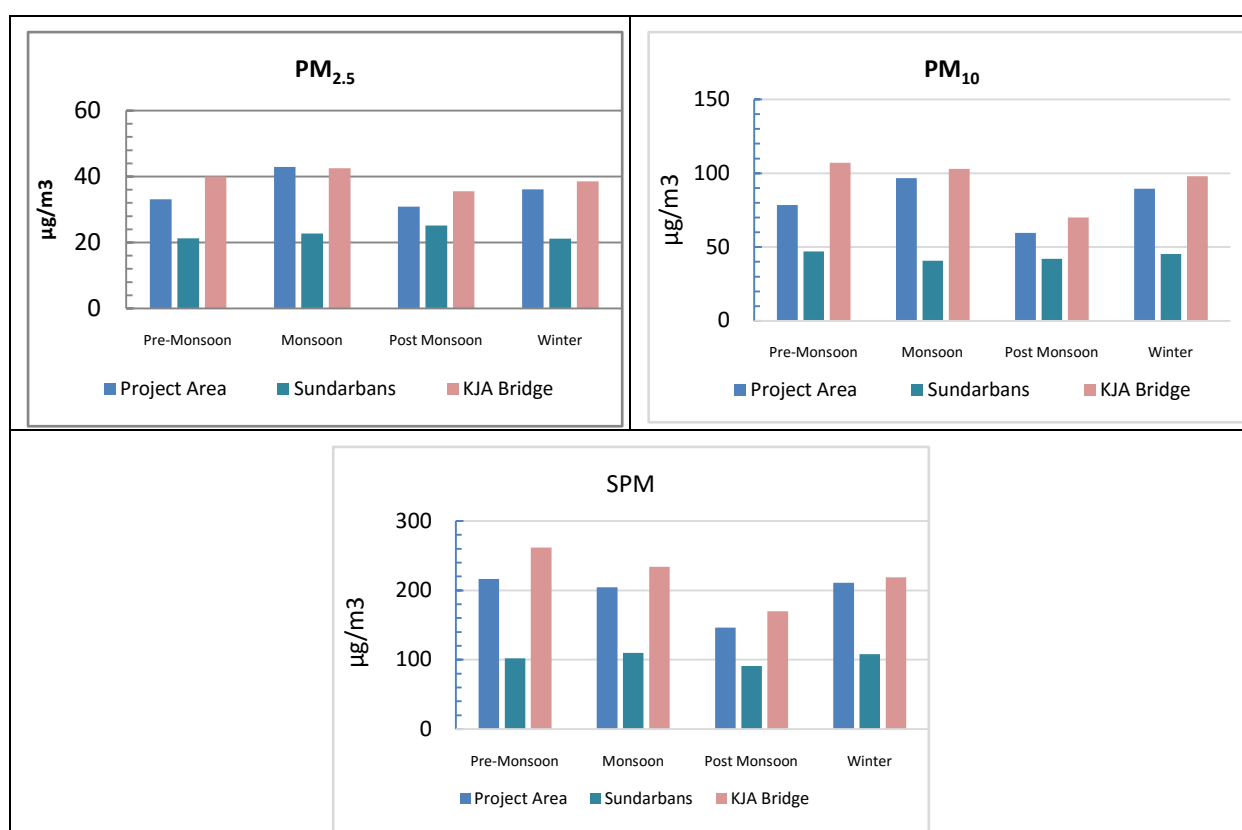 PM2.5
60
40
20
0
µg/m3
Pre-Monsoon Monsoon Post Monsoon Winter
Project Area Sundarbans KJA Bridge
PM10
150
100
50
0
µg/m3
Pre-Monsoon Monsoon Post Monsoon Winter
Project Area Sundarbans KJA Bridge
SPM
300
200
100
0
µg/m3
Pre-Monsoon Monsoon Post Monsoon Winter
Project Area Sundarbans KJA Bridge